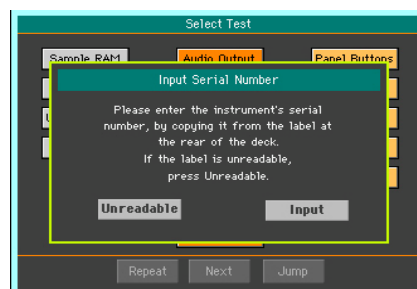 Select Test
Sample RAM Audio Output Panel Buttons
Input Serial Number
Please enter the instrument's serial
number, by copying it from the label at
the rear of the deck.
If the label is unreadable,
press Unreadable.
Unreadable Input
Repeat Next Jump